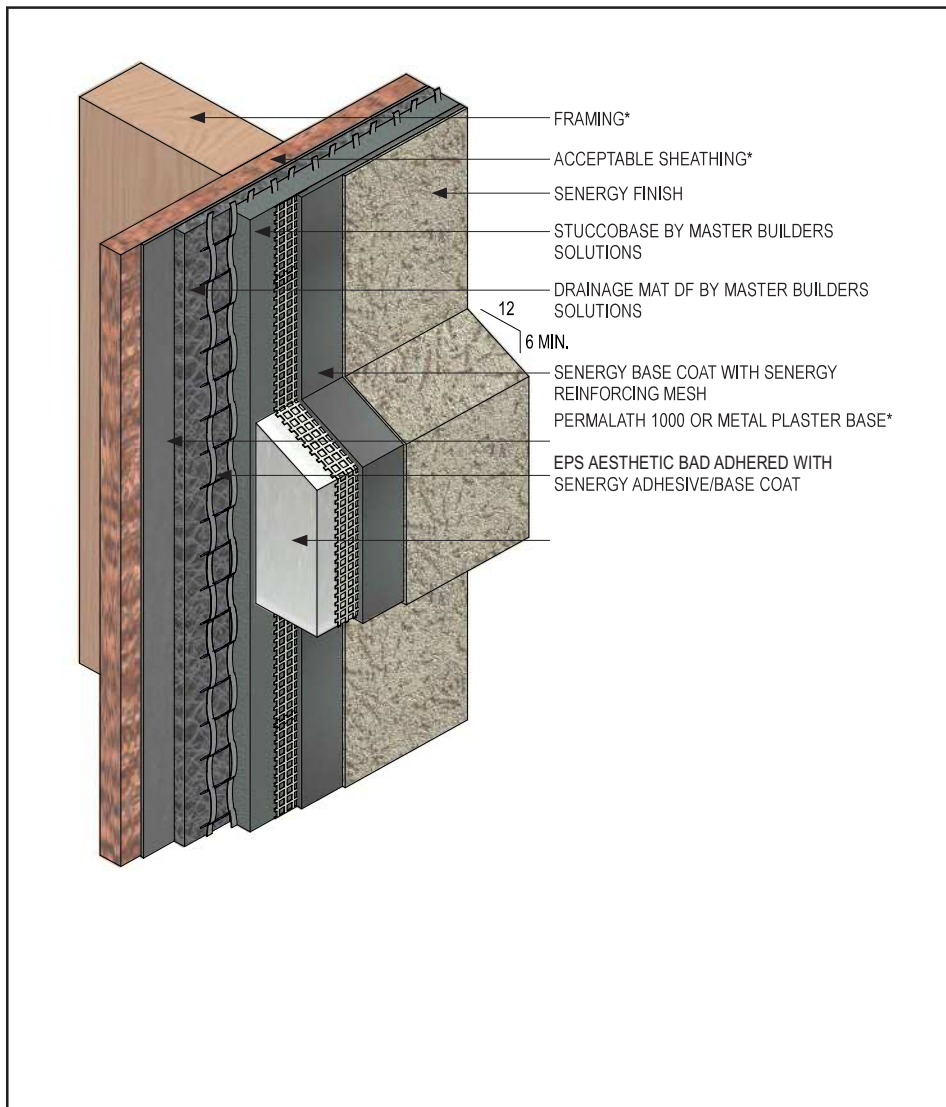 FRAMING*
ACCEPTABLE SHEATHING*
SENERGY FINISH
STUCCOBASE BY MASTER BUILDERS
SOLUTIONS
DRAINAGE MAT DF BY MASTER BUILDERS
SOLUTIONS
12
6 MIN.
SENERGY BASE COAT WITH SENERGY
REINFORCING MESH
PERMALATH 1000 OR METAL PLASTER BASE*
EPS AESTHETIC BAD ADHERED WITH
SENERGY ADHESIVE/BASE COAT